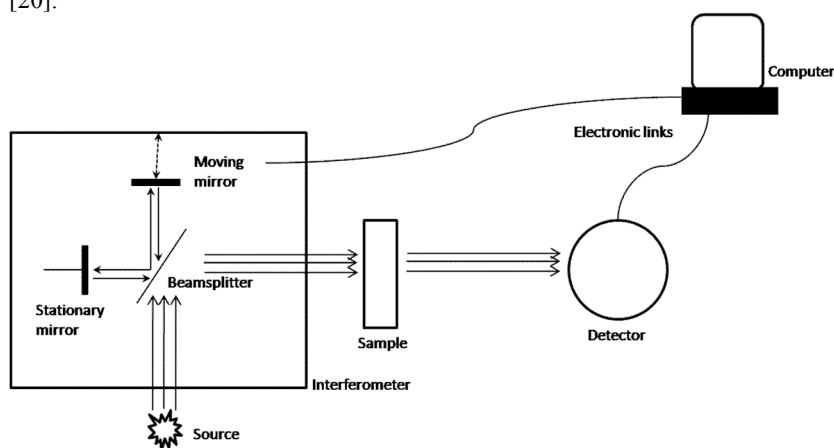 [20].
Computer
Electronic links
Moving
mirror
Beamsplitter
Stationary
mirror
Sample
Detector
Interferometer
Source